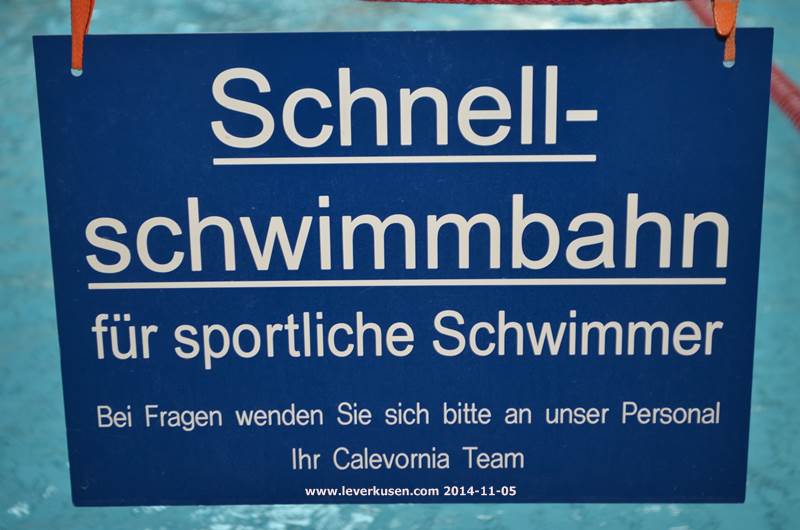 Schnell-
schwimmbahn
für sportliche Schwimmer
Bei Fragen wenden Sie sich bitte an unser Personal
Ihr Calevornia Team
www.leverkusen.com 2014-11-05